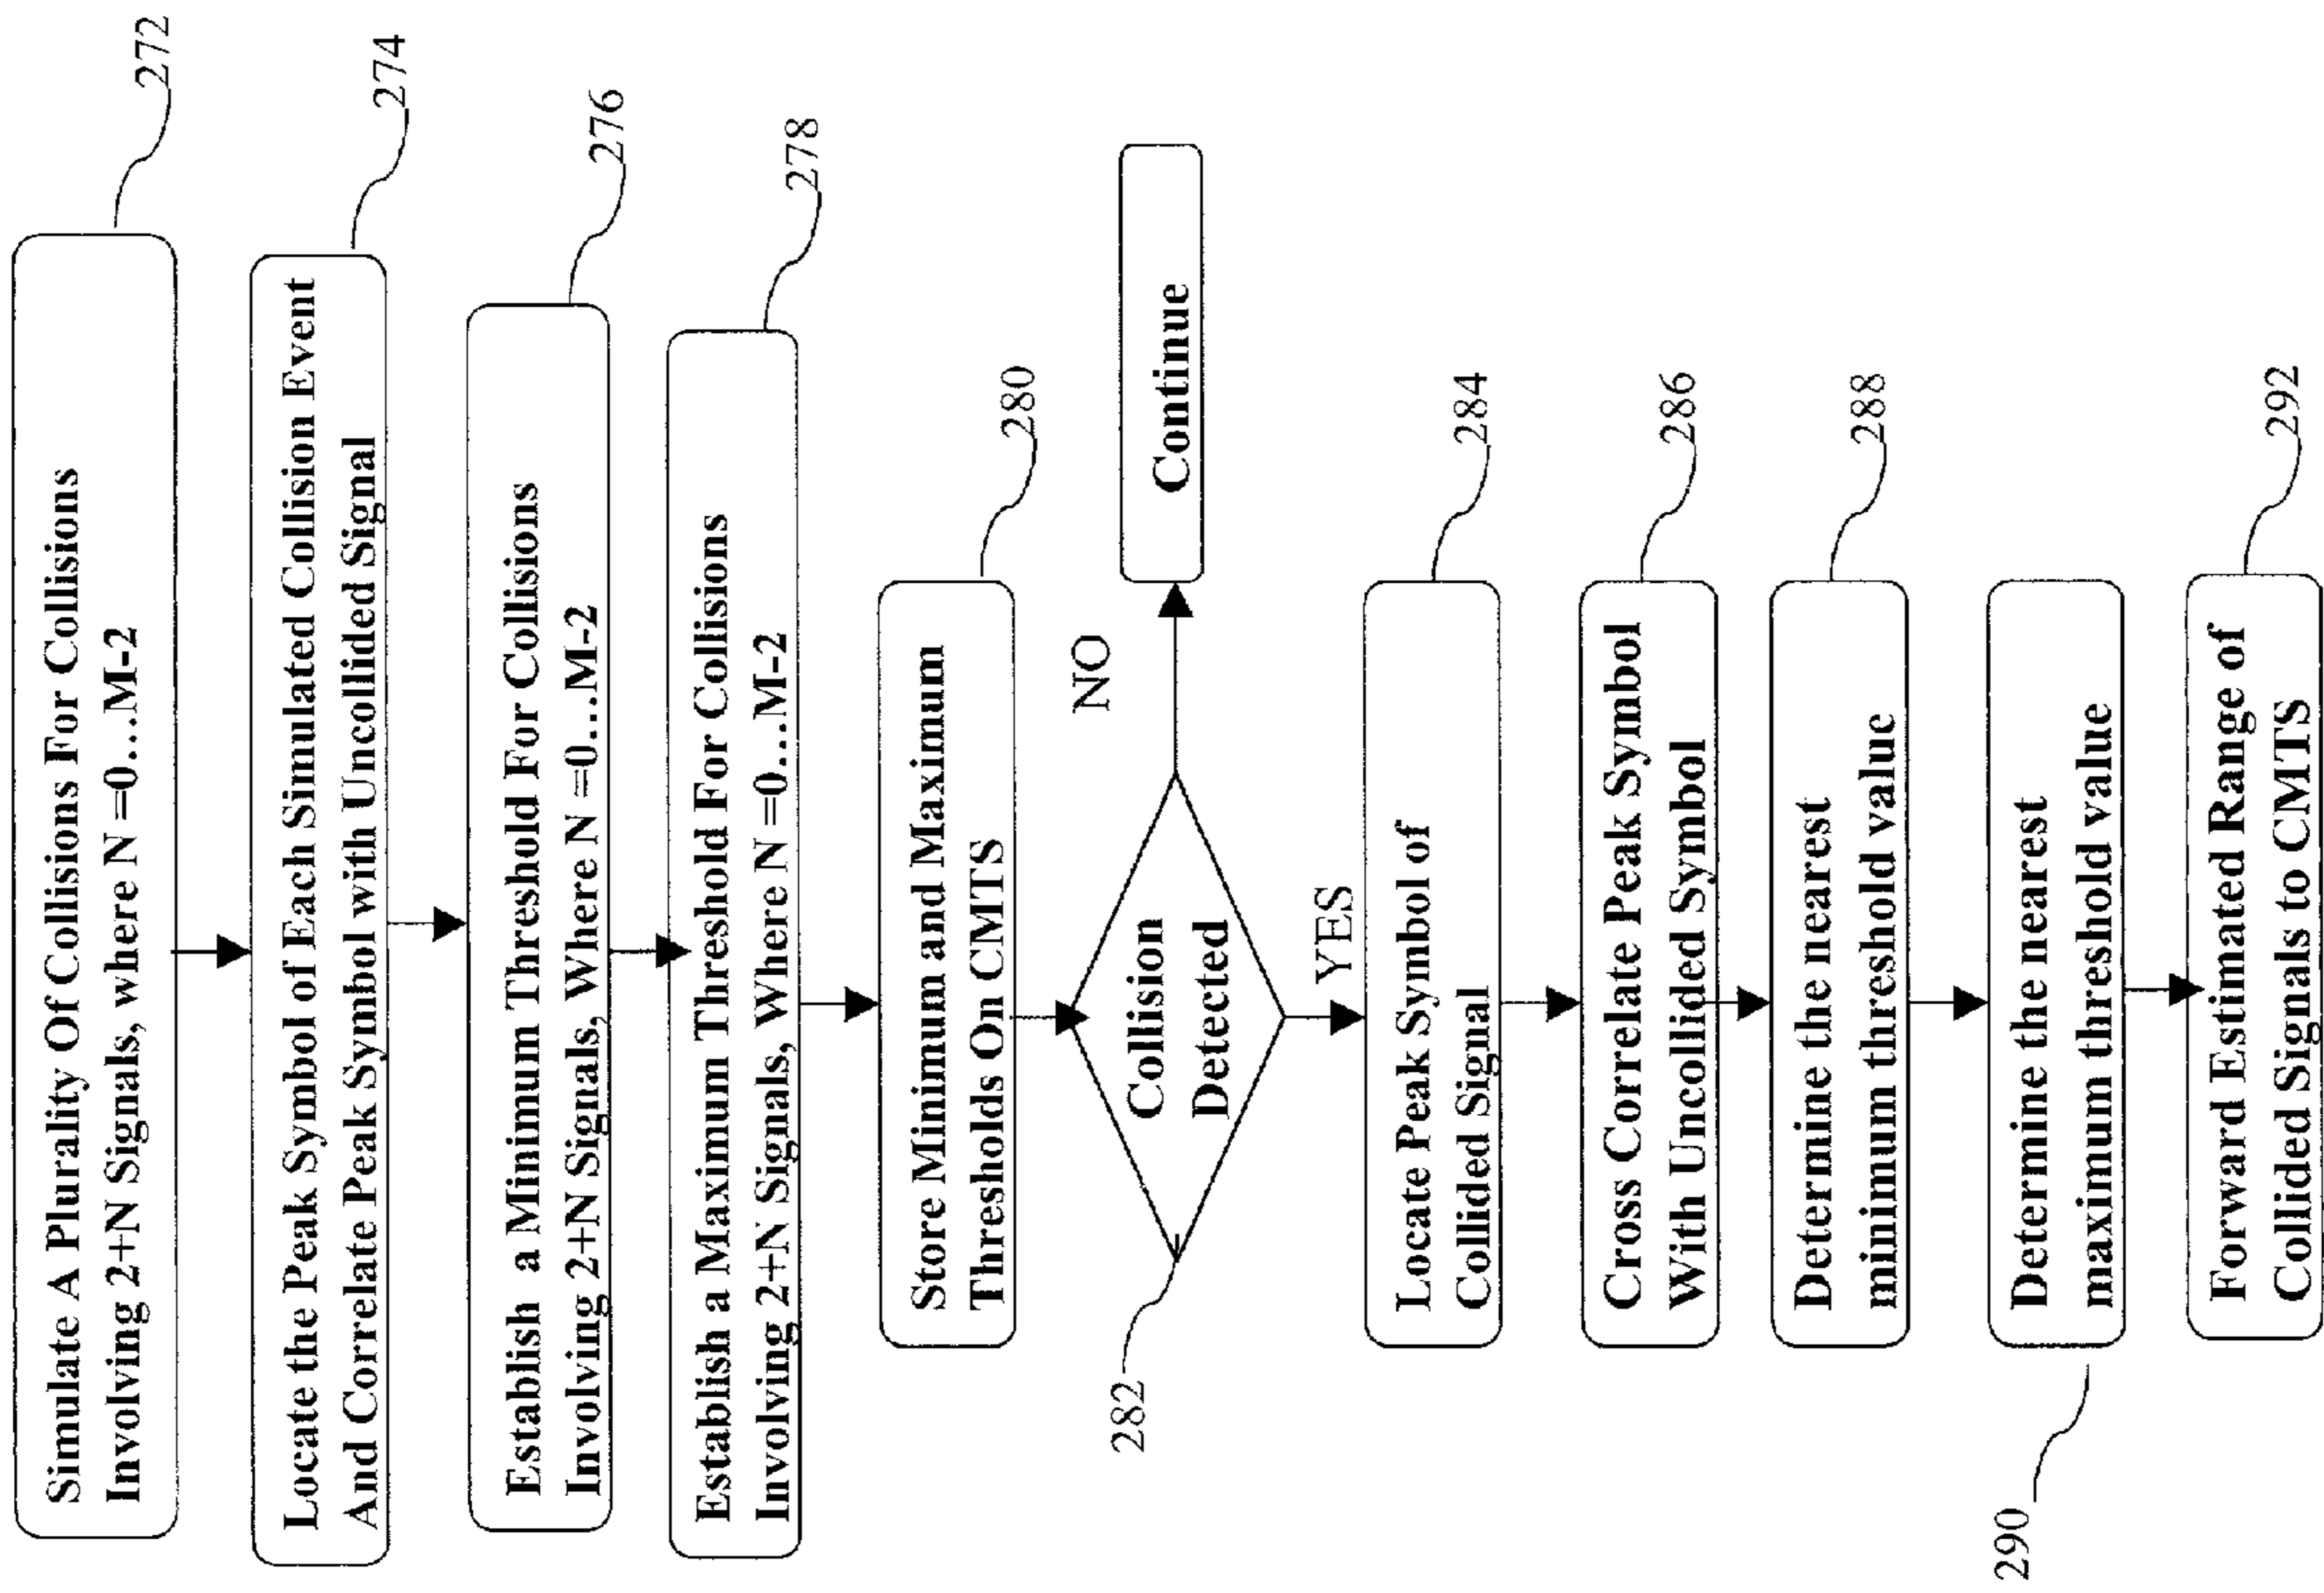 Simulate A Plurality Of Collisions For Collisions
Involving 2+N Signals, where N =0...M-2
272
Locate the Peak Symbol of Each Simulated Collision Event
And Correlate Peak Symbol with Uncollided Signal
274
Establish a Minimum Threshold For Collisions
Involving 2+N Signals, Where N =0...M-2
276
Establish a Maximum Threshold For Collisions
Involving 2+N Signals, Where N =0...M-2
278
Store Minimum and Maximum
Thresholds On CMTS
280
282
Collision
Detected
NO
Continue
YES
Locate Peak Symbol of
Collided Signal
284
Cross Correlate Peak Symbol
With Uncollided Symbol
286
Determine the nearest
minimum threshold value
288
290
Determine the nearest
maximum threshold value
Forward Estimated Range of
Collided Signals to CMTS
292